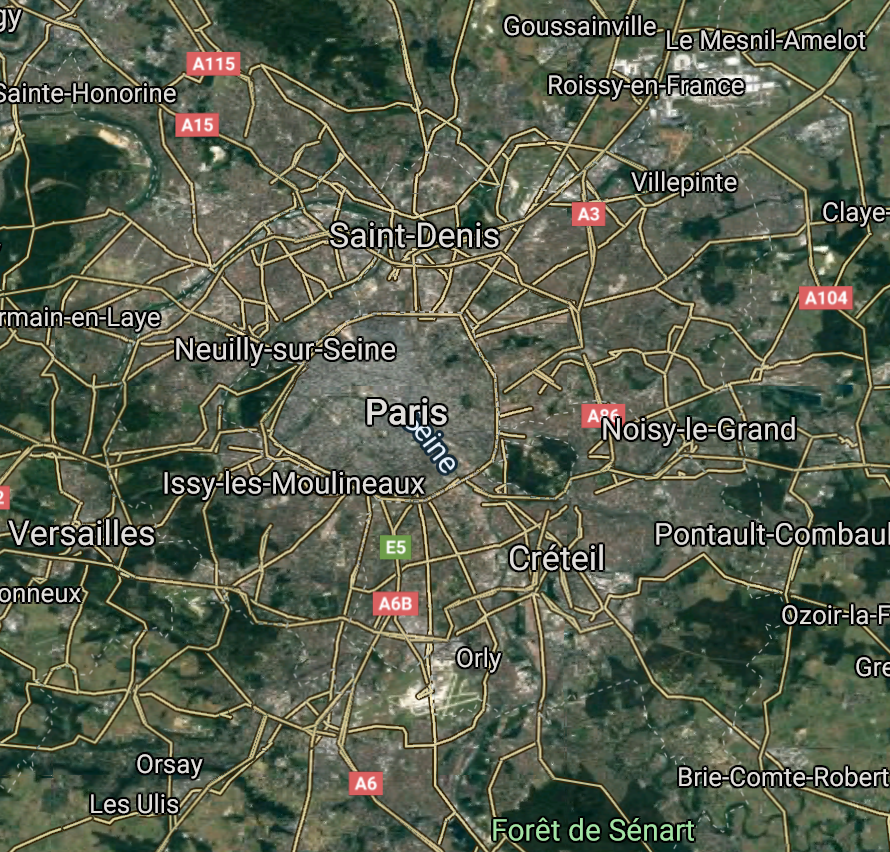 gy
Goussainville
Le Mesnil-Amelot
A115
Roissy-en-France
Sainte-Honorine
A15
Villepinte
A3
Claye-
Saint-Denis
A104
rmain-en-Laye
Neuilly-sur-Seine
Paris
A86
Seine
Noisy-le-Grand
Issy-les-Moulineaux
2
Versailles
Pontault-Combaul
E5
Créteil
onneux
A6B
Ozoir-la-F
Orly
Gre
Orsay
A6
Brie-Comte-Robert
Les Ulis
Forêt de Sénart